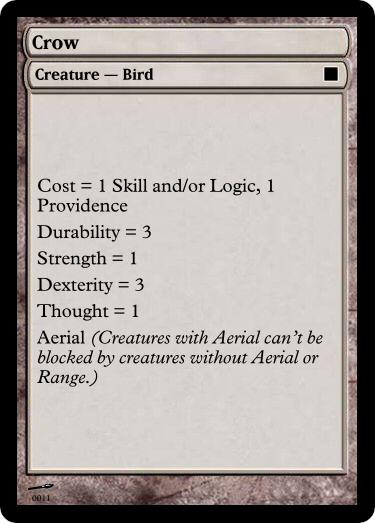 Crow
Creature — Bird
Cost = 1 Skill and/or Logic, 1
Providence
Durability = 3
Strength = 1
Dexterity = 3
Thought = 1
Aerial (Creatures with Aerial can't be
blocked by creatures without Aerial or
Range.)
0011